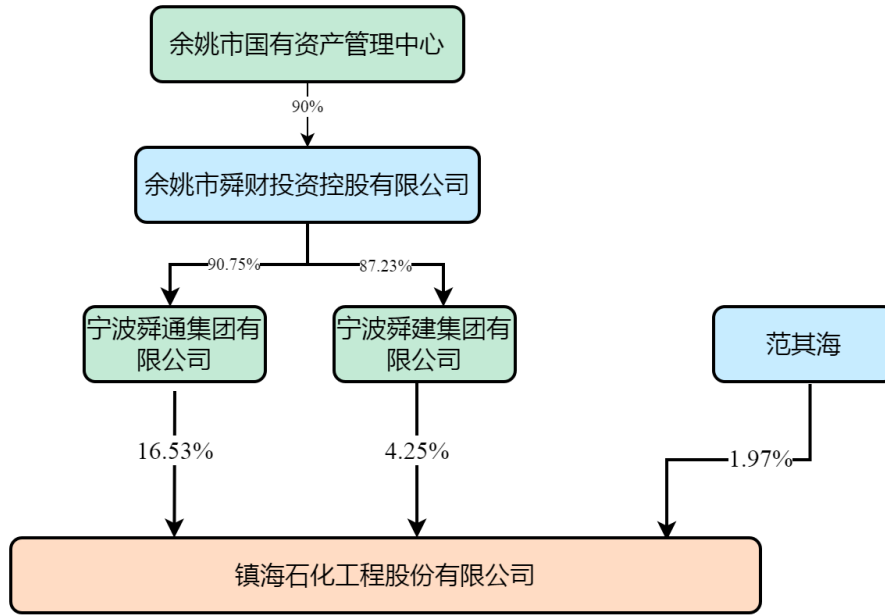 余姚市国有资产管理中心
90%
余姚市舜财投资控股有限公司
90.75%
87.23%
宁波舜通集团有
限公司
宁波舜建集团有
限公司
范其海
16.53%
4.25%
1.97%
镇海石化工程股份有限公司